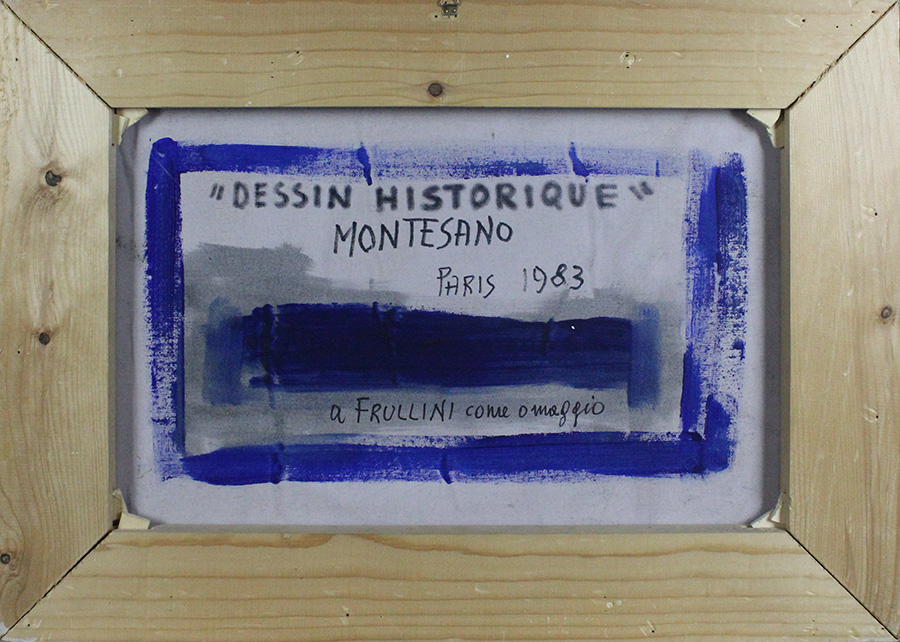 "DESSIN HISTORIQUE"
MONTESANO
PARIS 1983
a FRULLINI come omaggio